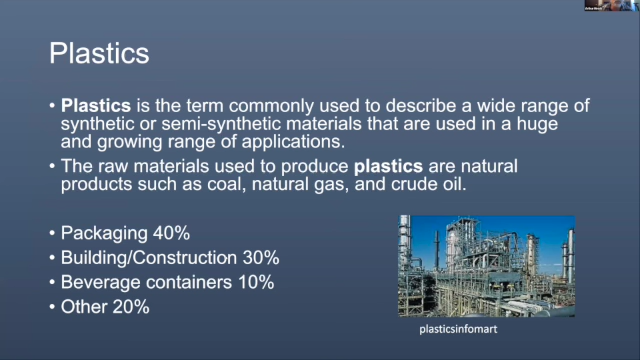 Plastics
• Plastics is the term commonly used to describe a wide range of
synthetic or semi-synthetic materials that are used in a huge
and growing range of applications.
• The raw materials used to produce plastics are natural
products such as coal, natural gas, and crude oil.
• Packaging 40%
• Building/Construction 30%
• Beverage containers 10%
• Other 20%
plasticsinfomart